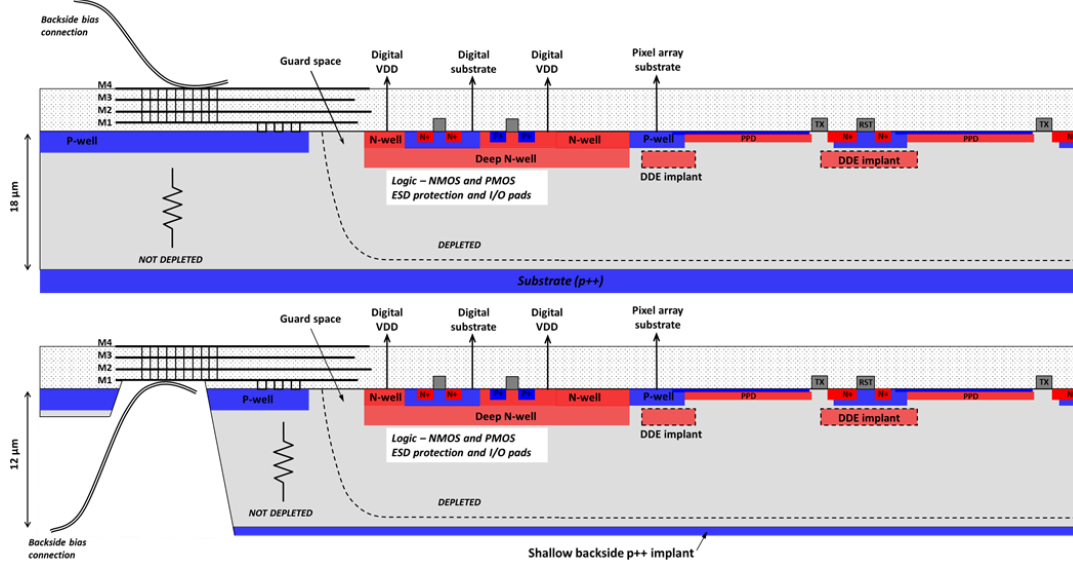 Backside bias
connection
Guard space
Digital
VDD
Digital
substrate
Digital
VDD
Pixel array
substrate
M4
M3
M2
M1
TX
RST
TX
P-well
N-well
N+
N+
P+
P+
N-well
P-well
PPD
N+
N+
PPD
N
Deep N-well
DDE implant
DDE implant
Logic – NMOS and PMOS
ESD protection and I/O pads
18 µm
NOT DEPLETED
DEPLETED
Substrate (p++)
Guard space
Digital
VDD
Digital
substrate
Digital
VDD
Pixel array
substrate
M4
M3
M2
M1
TX
RST
TX
P-well
N-well
N+
N+
P+
P+
N-well
P-well
PPD
N+
N+
PPD
N
Deep N-well
DDE implant
DDE implant
Logic – NMOS and PMOS
ESD protection and I/O pads
12 µm
NOT DEPLETED
DEPLETED
Backside bias
connection
Shallow backside p++ implant